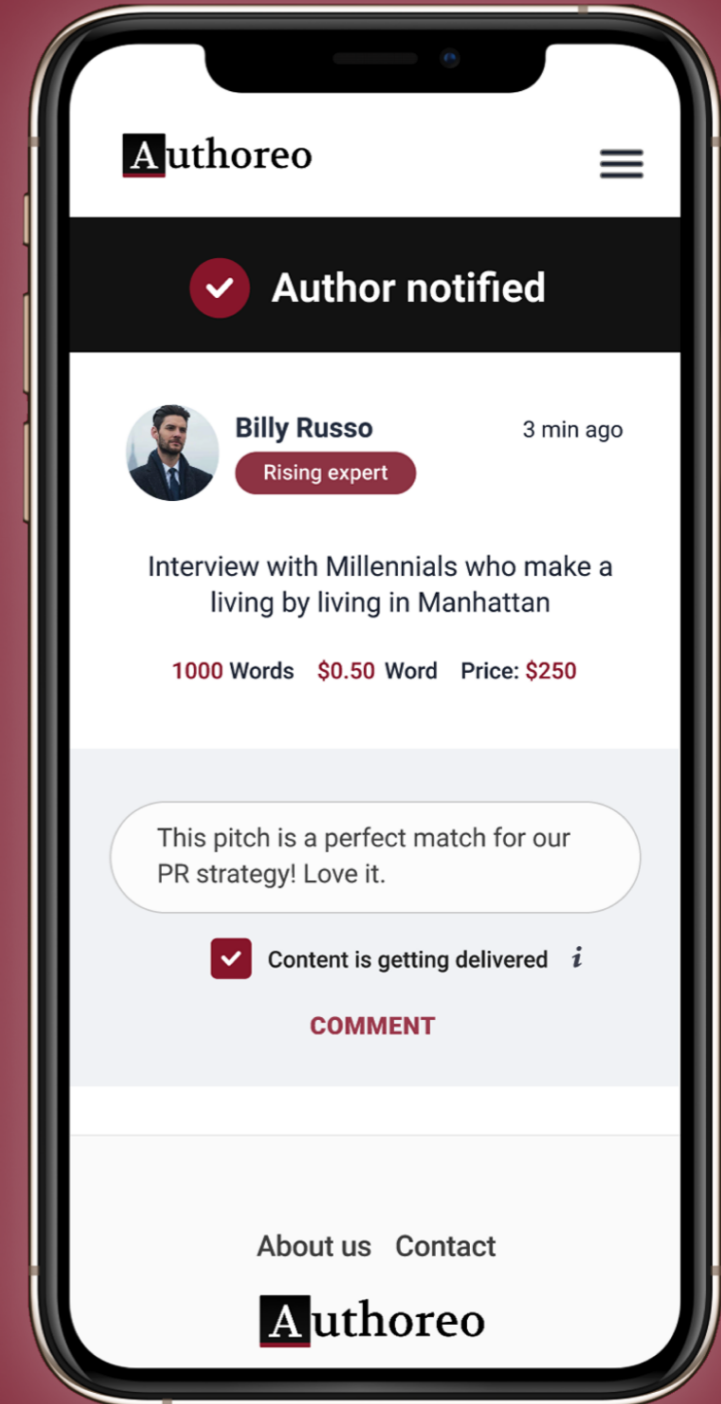 Authoreo
Author notified
Billy Russo
3 min ago
Rising expert
Interview with Millennials who make a
living by living in Manhattan
1000 Words $0.50 Word Price: $250
This pitch is a perfect match for our
PR strategy! Love it.
Content is getting delivered i
COMMENT
About us Contact
Authoreo